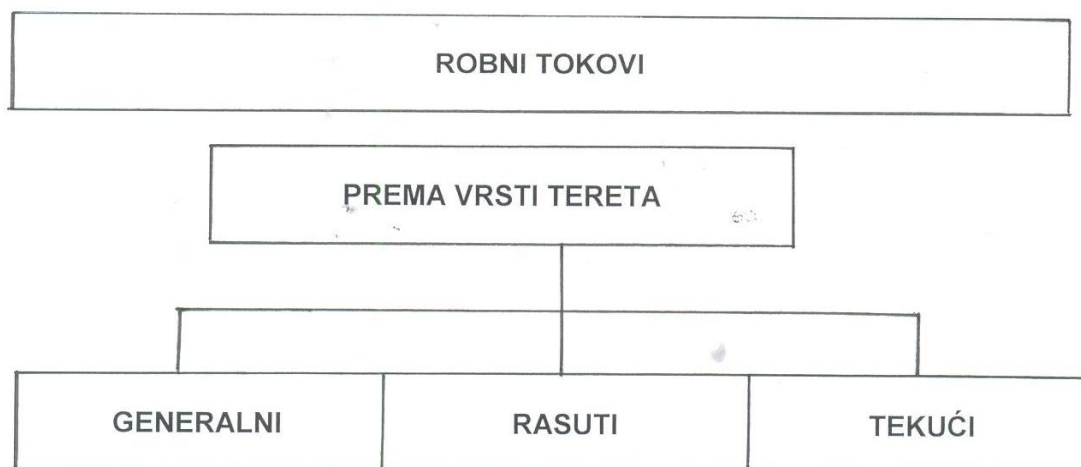 ROBNI TOKOVI
PREMA VRSTI TERETA
GENERALNI
RASUTI
TEKUĆI